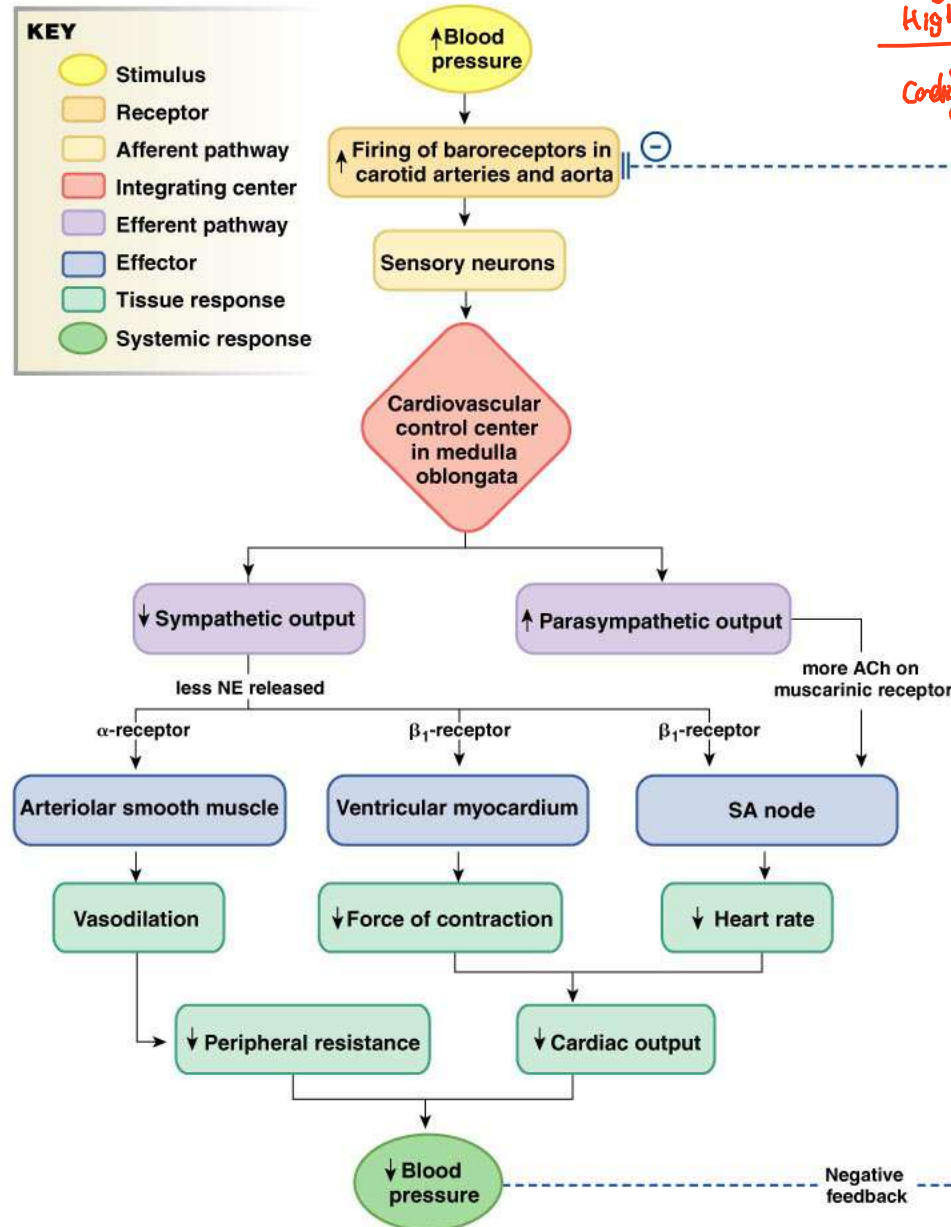 KEY
Stimulus
Receptor
Afferent pathway
Integrating center
Efferent pathway
Effector
Tissue response
Systemic response
↑Blood
pressure
↑ Firing of baroreceptors in
carotid arteries and aorta
−
Sensory neurons
Cardiovascular
control center
in medulla
oblongata
↓ Sympathetic output
↑ Parasympathetic output
less NE released
more ACh on
muscarinic receptor
α-receptor
β₁-receptor
β₁-receptor
Arteriolar smooth muscle
Ventricular myocardium
SA node
Vasodilation
↓ Force of contraction
↓ Heart rate
↓ Peripheral resistance
↓ Cardiac output
↓ Blood
pressure
Negative
feedback